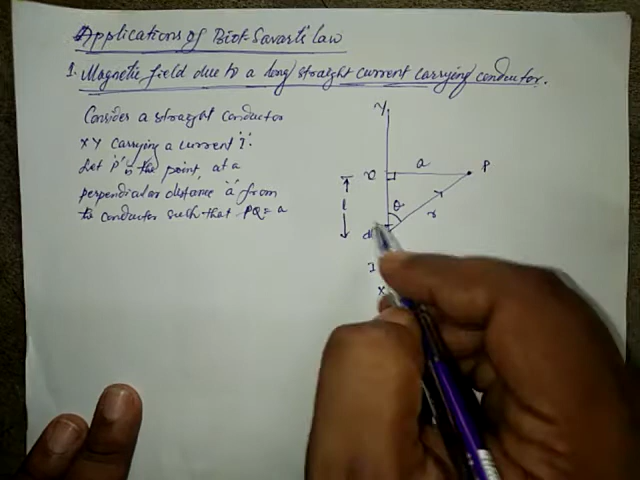 Applications of Biot-Savart's law
1. Magnetic field due to a long straight current carrying conductor.
Consider a straight conductor
XY carrying a current 'I'.
Let 'P' is the point, at a
perpendicular distance 'a' from
the conductor such that PQ = a
Y
O
a
P
l
θ
r
dl
I
X